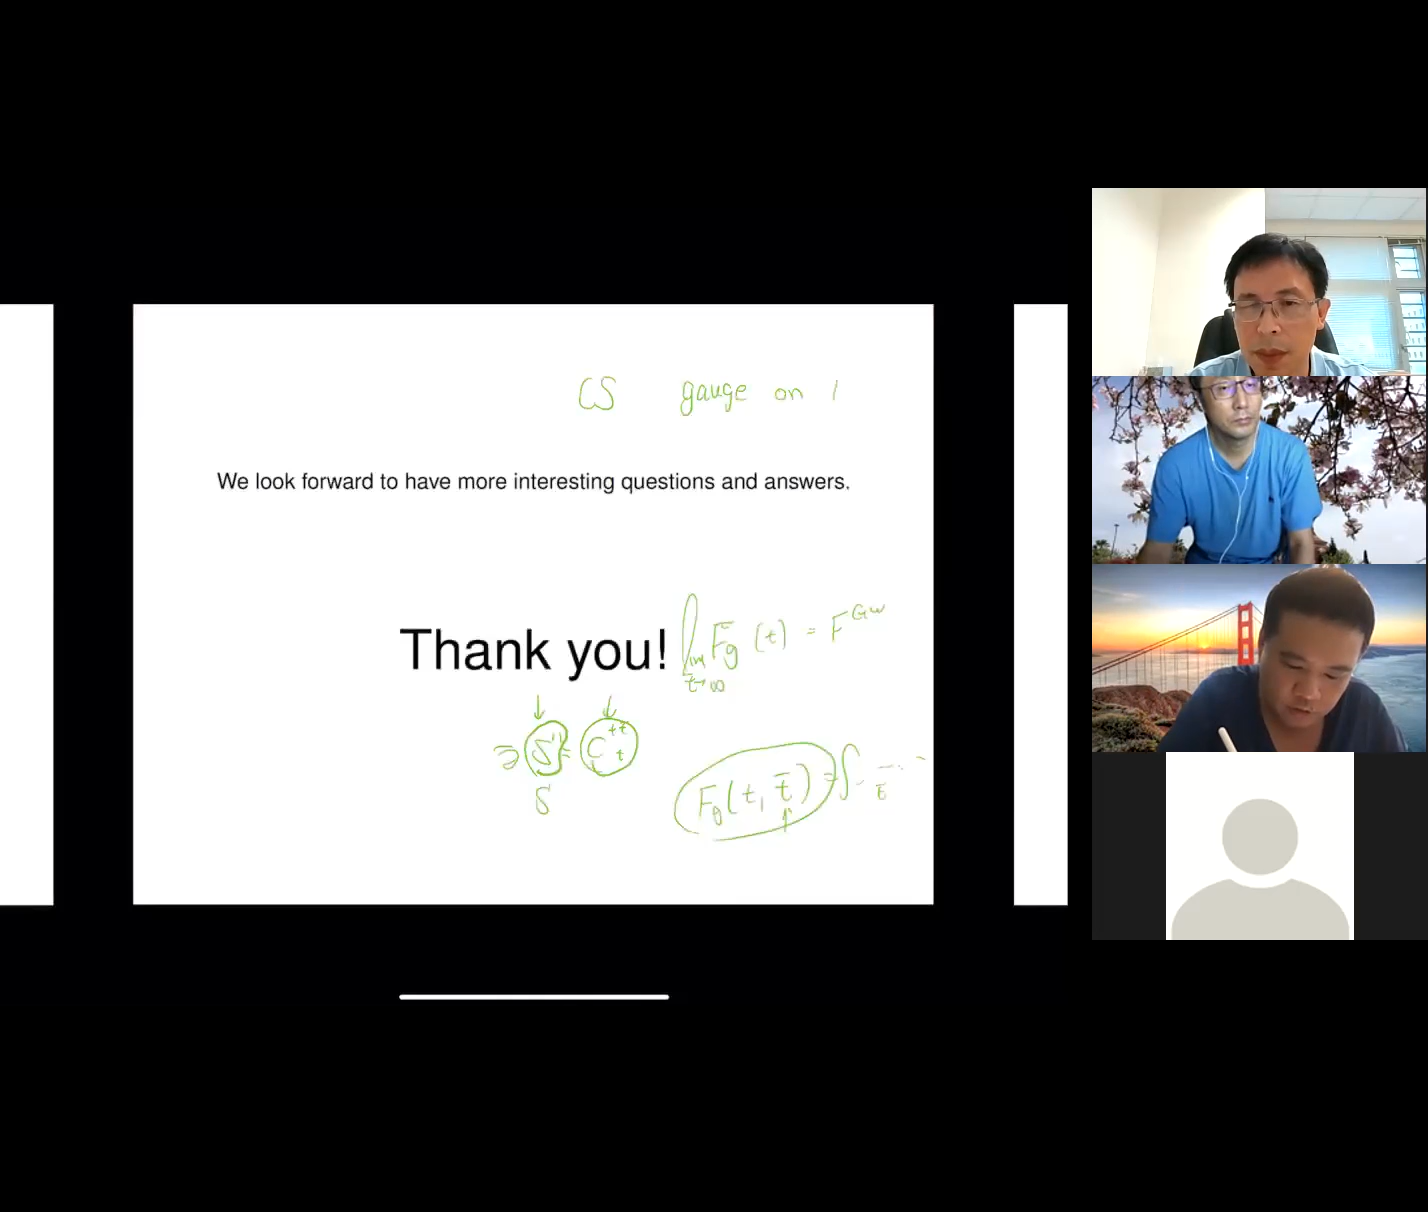 CS gauge on
We look forward to have more interesting questions and answers.
Thank you!
lim F_g (t) = F^{GW}
t̄→∞
F_g(t, t̄) = ∫
t̄
S